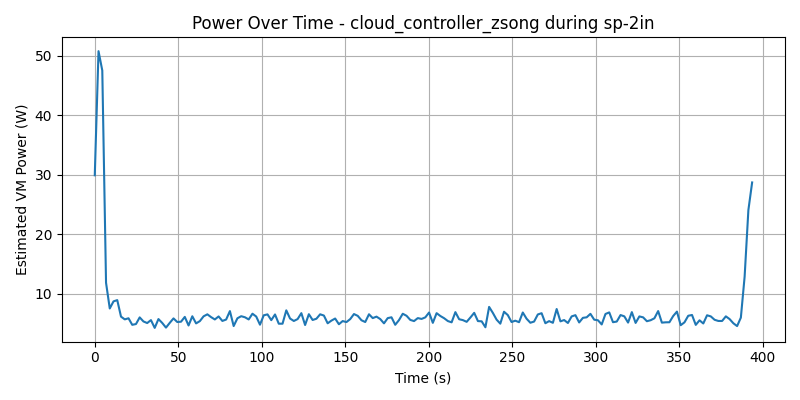 Power Over Time - cloud_controller_zsong during sp-2in
Estimated VM Power (W)
50
40
30
20
10
0 50 100 150 200 250 300 350 400
Time (s)